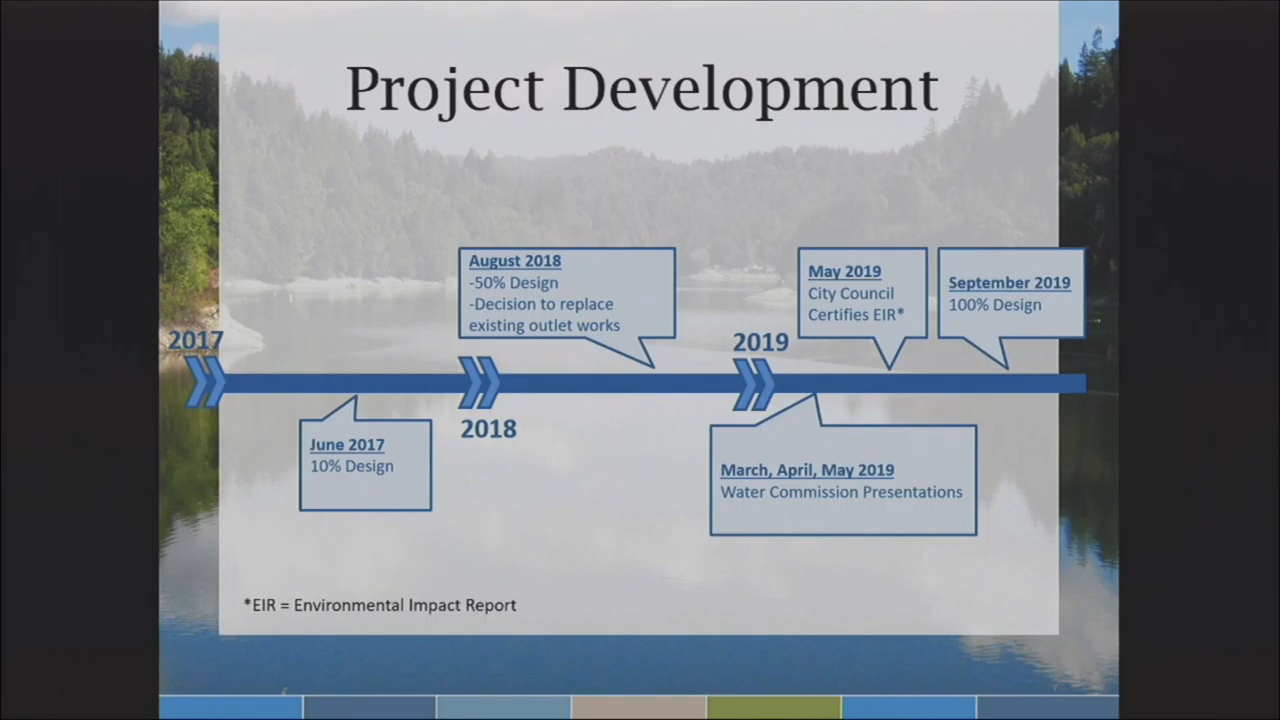 Project Development
August 2018
-50% Design
-Decision to replace
existing outlet works
May 2019
City Council
Certifies EIR*
September 2019
100% Design
2017
2019
2018
June 2017
10% Design
March, April, May 2019
Water Commission Presentations
*EIR = Environmental Impact Report